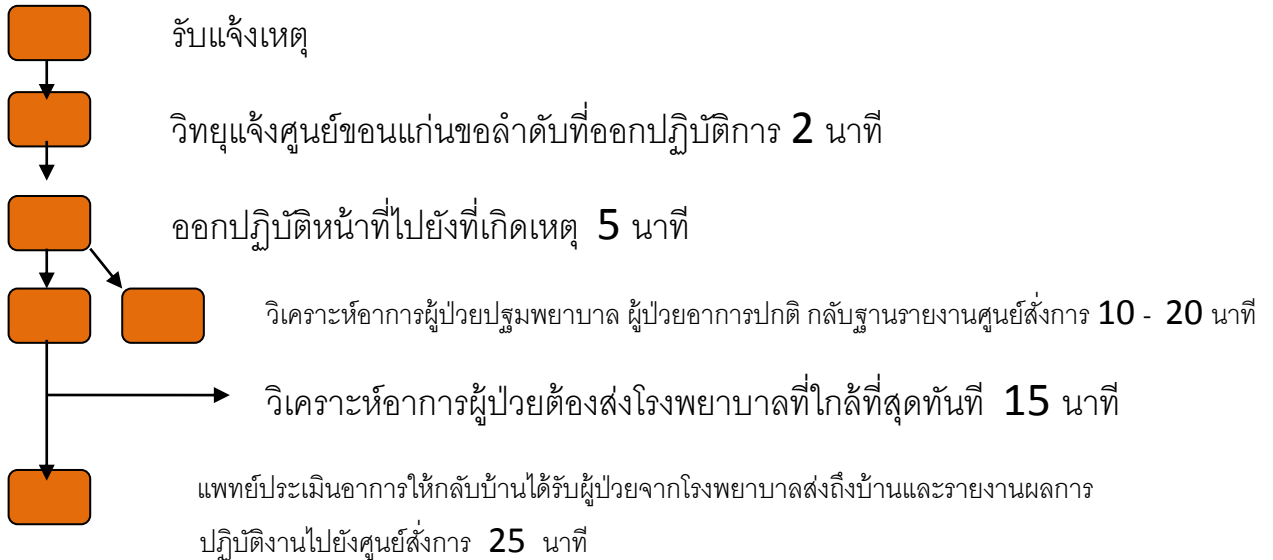 รับแจ้งเหตุ
วิทยุแจ้งศูนย์ขอนแก่นขอลำดับที่ออกปฏิบัติการ 2 นาที
ออกปฏิบัติหน้าที่ไปยังที่เกิดเหตุ 5 นาที
วิเคราะห์อาการผู้ป่วยปฐมพยาบาล ผู้ป่วยอาการปกติ กลับฐานรายงานศูนย์สั่งการ 10 - 20 นาที
วิเคราะห์อาการผู้ป่วยต้องส่งโรงพยาบาลที่ใกล้ที่สุดทันที 15 นาที
แพทย์ประเมินอาการให้กลับบ้านได้รับผู้ป่วยจากโรงพยาบาลส่งถึงบ้านและรายงานผลการ
ปฏิบัติงานไปยังศูนย์สั่งการ 25 นาที